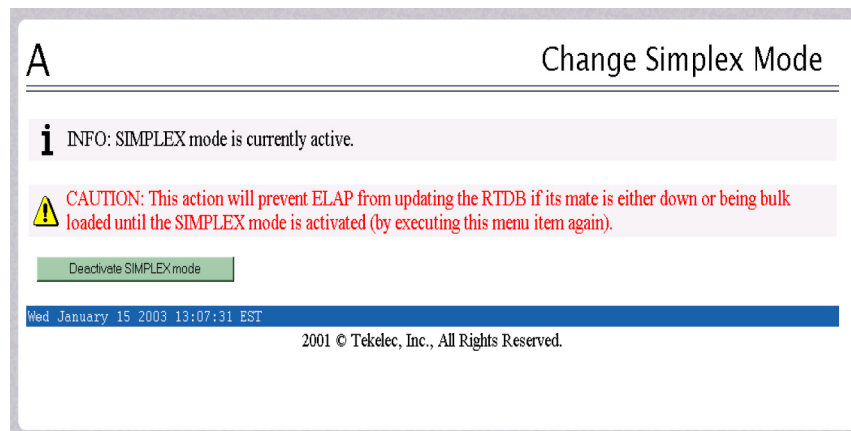 A
Change Simplex Mode
i INFO: SIMPLEX mode is currently active.
CAUTION: This action will prevent ELAP from updating the RTDB if its mate is either down or being bulk
loaded until the SIMPLEX mode is activated (by executing this menu item again).
Deactivate SIMPLEX mode
Wed January 15 2003 13:07:31 EST
2001 © Tekelec, Inc., All Rights Reserved.